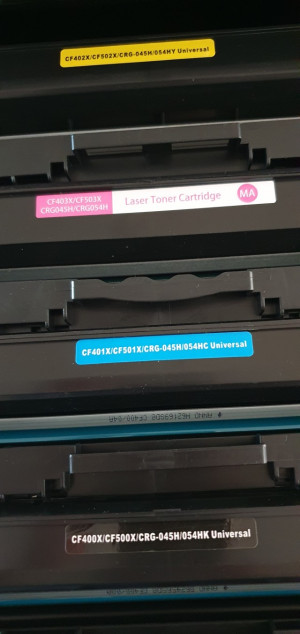 CF402X/CF502X/CRG-045H/054HY Universal
CF403X/CF503X
CRG045H/CRG054H
Laser Toner Cartridge
MA
CF401X/CF501X/CRG-045H/054HC Universal
CF400X/CF500X/CRG-045H/054HK Universal